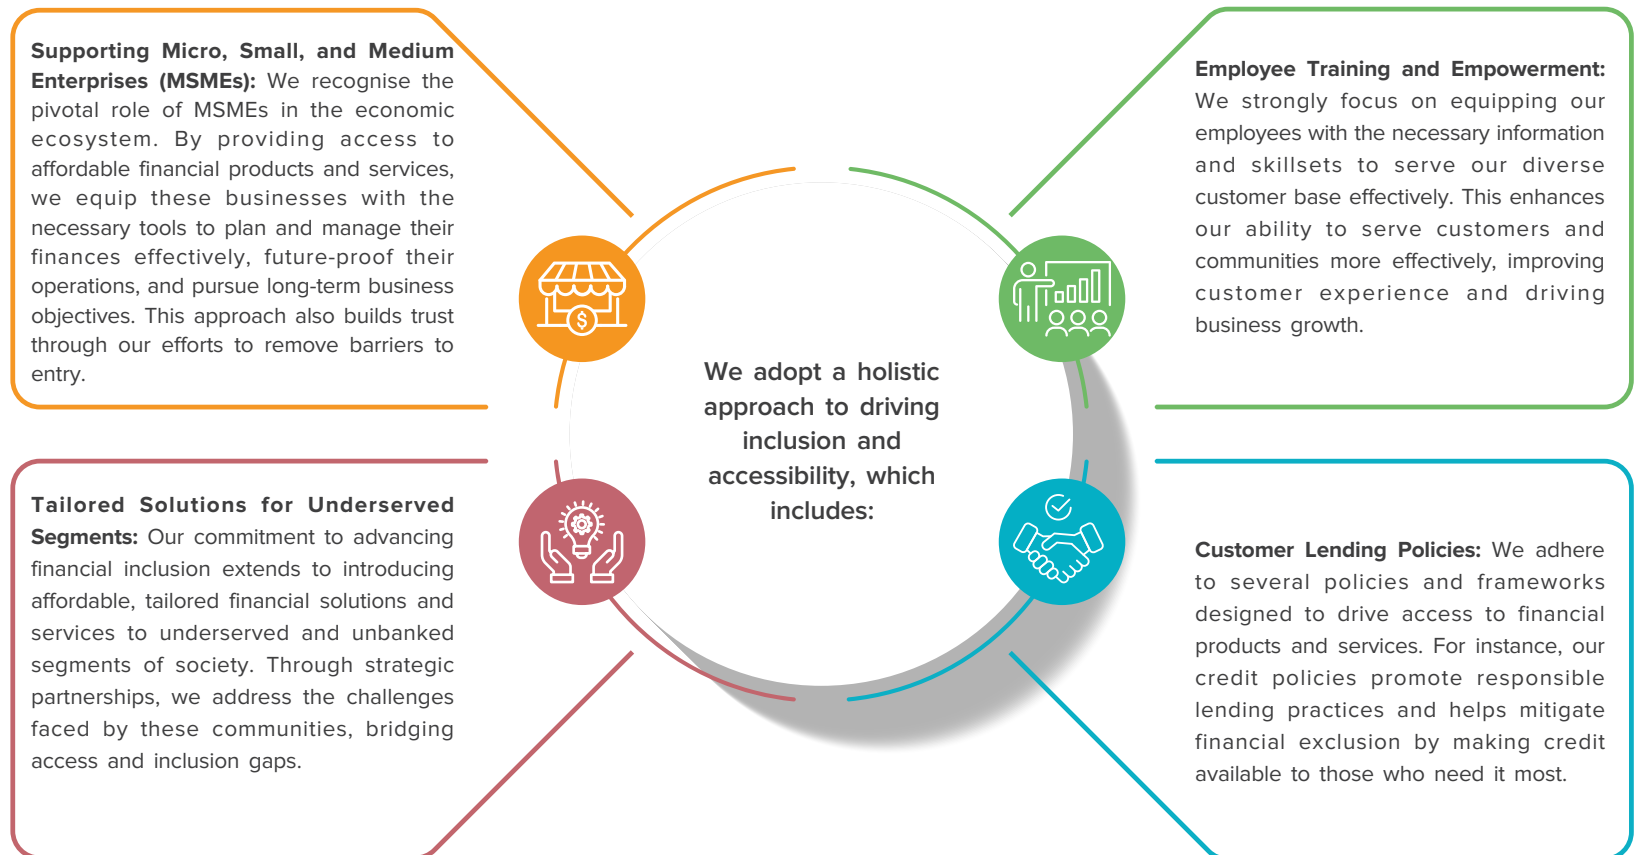 Supporting Micro, Small, and Medium
Enterprises (MSMEs): We recognise the
pivotal role of MSMEs in the economic
ecosystem. By providing access to
affordable financial products and services,
we equip these businesses with the
necessary tools to plan and manage their
finances effectively, future-proof their
operations, and pursue long-term business
objectives. This approach also builds trust
through our efforts to remove barriers to
entry.
Employee Training and Empowerment:
We strongly focus on equipping our
employees with the necessary information
and skillsets to serve our diverse
customer base effectively. This enhances
our ability to serve customers and
communities more effectively, improving
customer experience and driving
business growth.
$
We adopt a holistic
approach to driving
inclusion and
accessibility, which
includes:
Tailored Solutions for Underserved
Segments: Our commitment to advancing
financial inclusion extends to introducing
affordable, tailored financial solutions and
services to underserved and unbanked
segments of society. Through strategic
partnerships, we address the challenges
faced by these communities, bridging
access and inclusion gaps.
Customer Lending Policies: We adhere
to several policies and frameworks
designed to drive access to financial
products and services. For instance, our
credit policies promote responsible
lending practices and helps mitigate
financial exclusion by making credit
available to those who need it most.